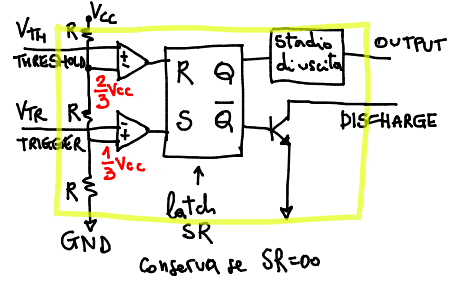 Vcc
R
VTH
THRESHOLD
2/3 Vcc
R
VTR
TRIGGER
1/3 Vcc
R
GND
- +
- +
R Q
S Q̅
latch
SR
Stadio
di uscita
OUTPUT
DISCHARGE
Conserva se SR=00